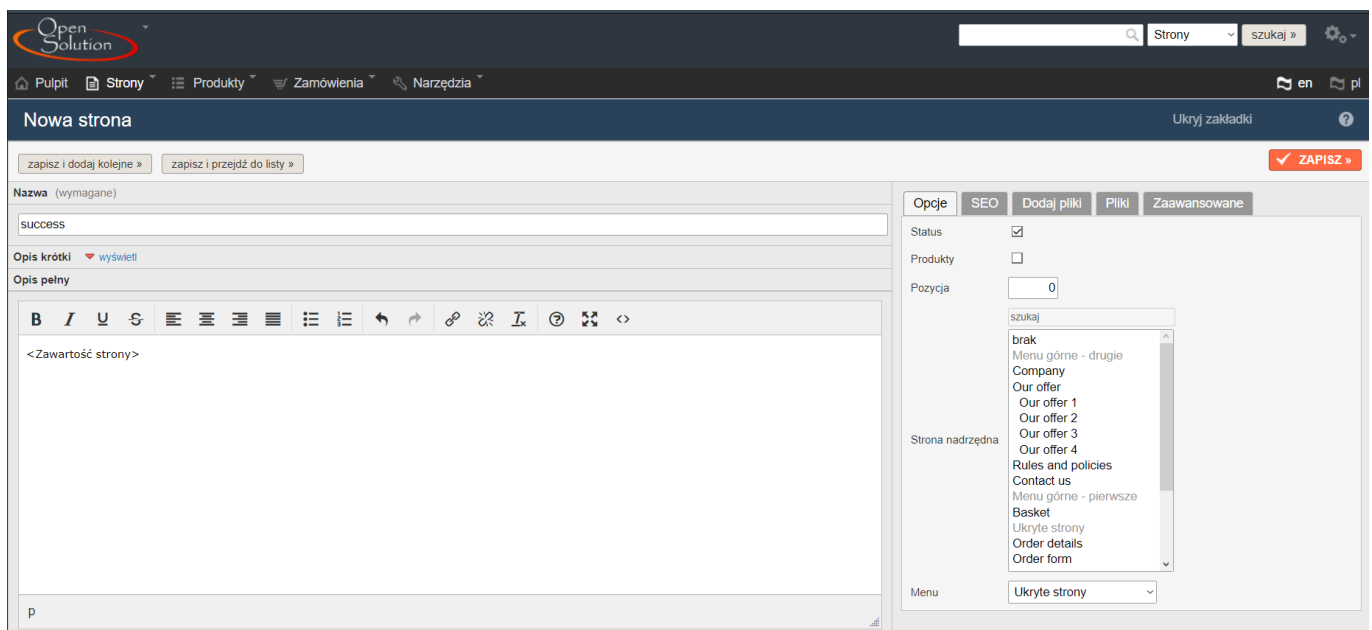 Open
Solution
Strony
szukaj »
Pulpit Strony Produkty Zamówienia Narzędzia en pl
Nowa strona Ukryj zakładki ?
zapisz i dodaj kolejne » zapisz i przejdź do listy » ZAPISZ »
Nazwa (wymagane)
success
Opis krótki wyświetl
Opis pełny
B I U S Ix ? <>
<Zawartość strony>
p
Opcje SEO Dodaj pliki Pliki Zaawansowane
Status
Produkty
Pozycja 0
szukaj
Strona nadrzędna
brak
Menu górne - drugie
Company
Our offer
Our offer 1
Our offer 2
Our offer 3
Our offer 4
Rules and policies
Contact us
Menu górne - pierwsze
Basket
Ukryte strony
Order details
Order form
Menu Ukryte strony